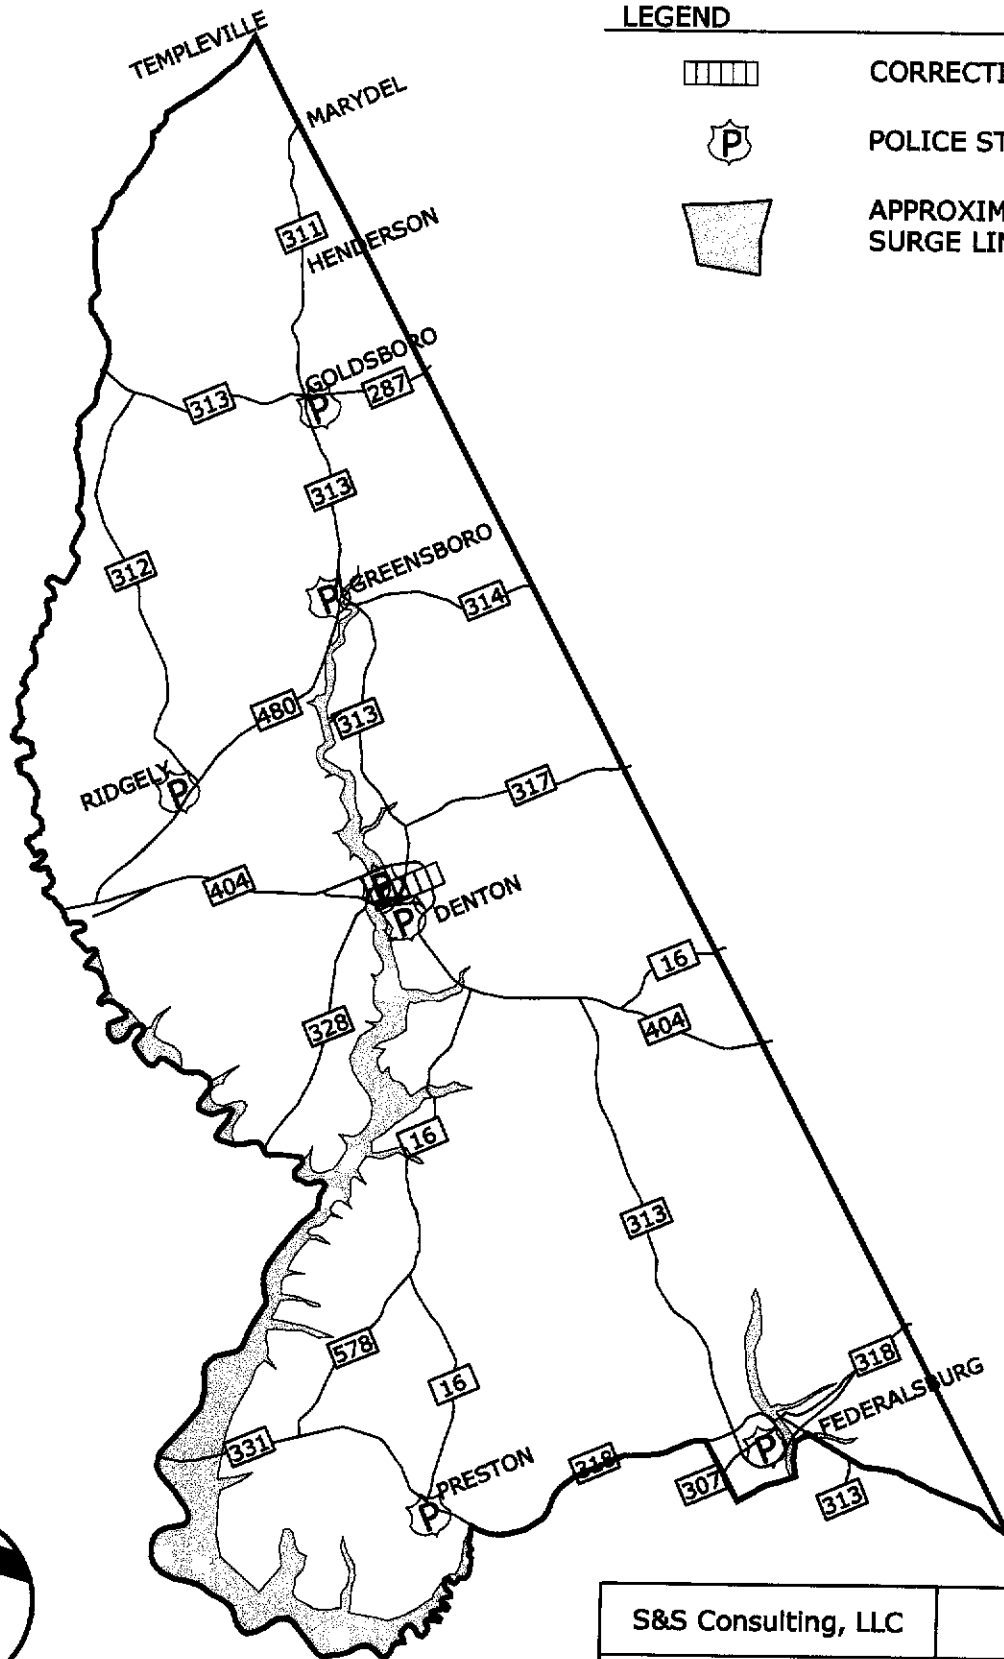 LEGEND
CORRECTI
P
POLICE ST
APPROXIM
SURGE LIN
TEMPLEVILLE
MARYDEL
311
HENDERSON
GOLDSBORO
313
P
287
313
312
P
GREENSBORO
314
480
313
RIDGELY
P
317
404
P
P
DENTON
16
328
404
16
313
578
318
16
FEDERALSBURG
331
PRESTON
318
P
307
313
P
S&S Consulting, LLC